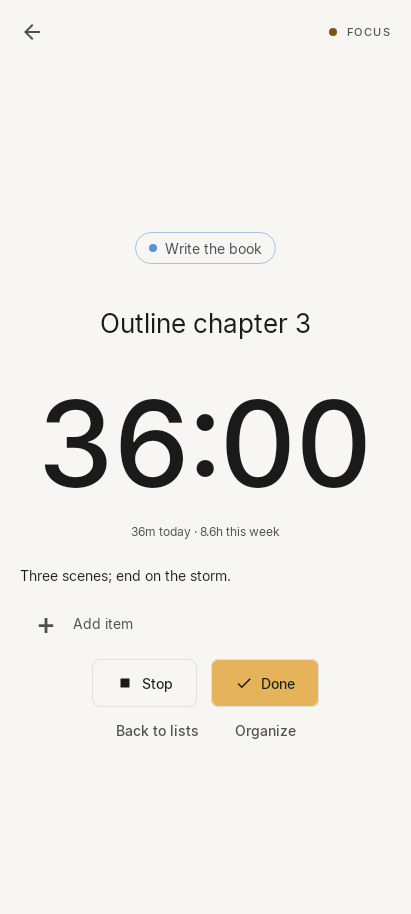 FOCUS
Write the book
Outline chapter 3
36:00
36m today · 8.6h this week
Three scenes; end on the storm.
Add item
Stop
Done
Back to lists
Organize